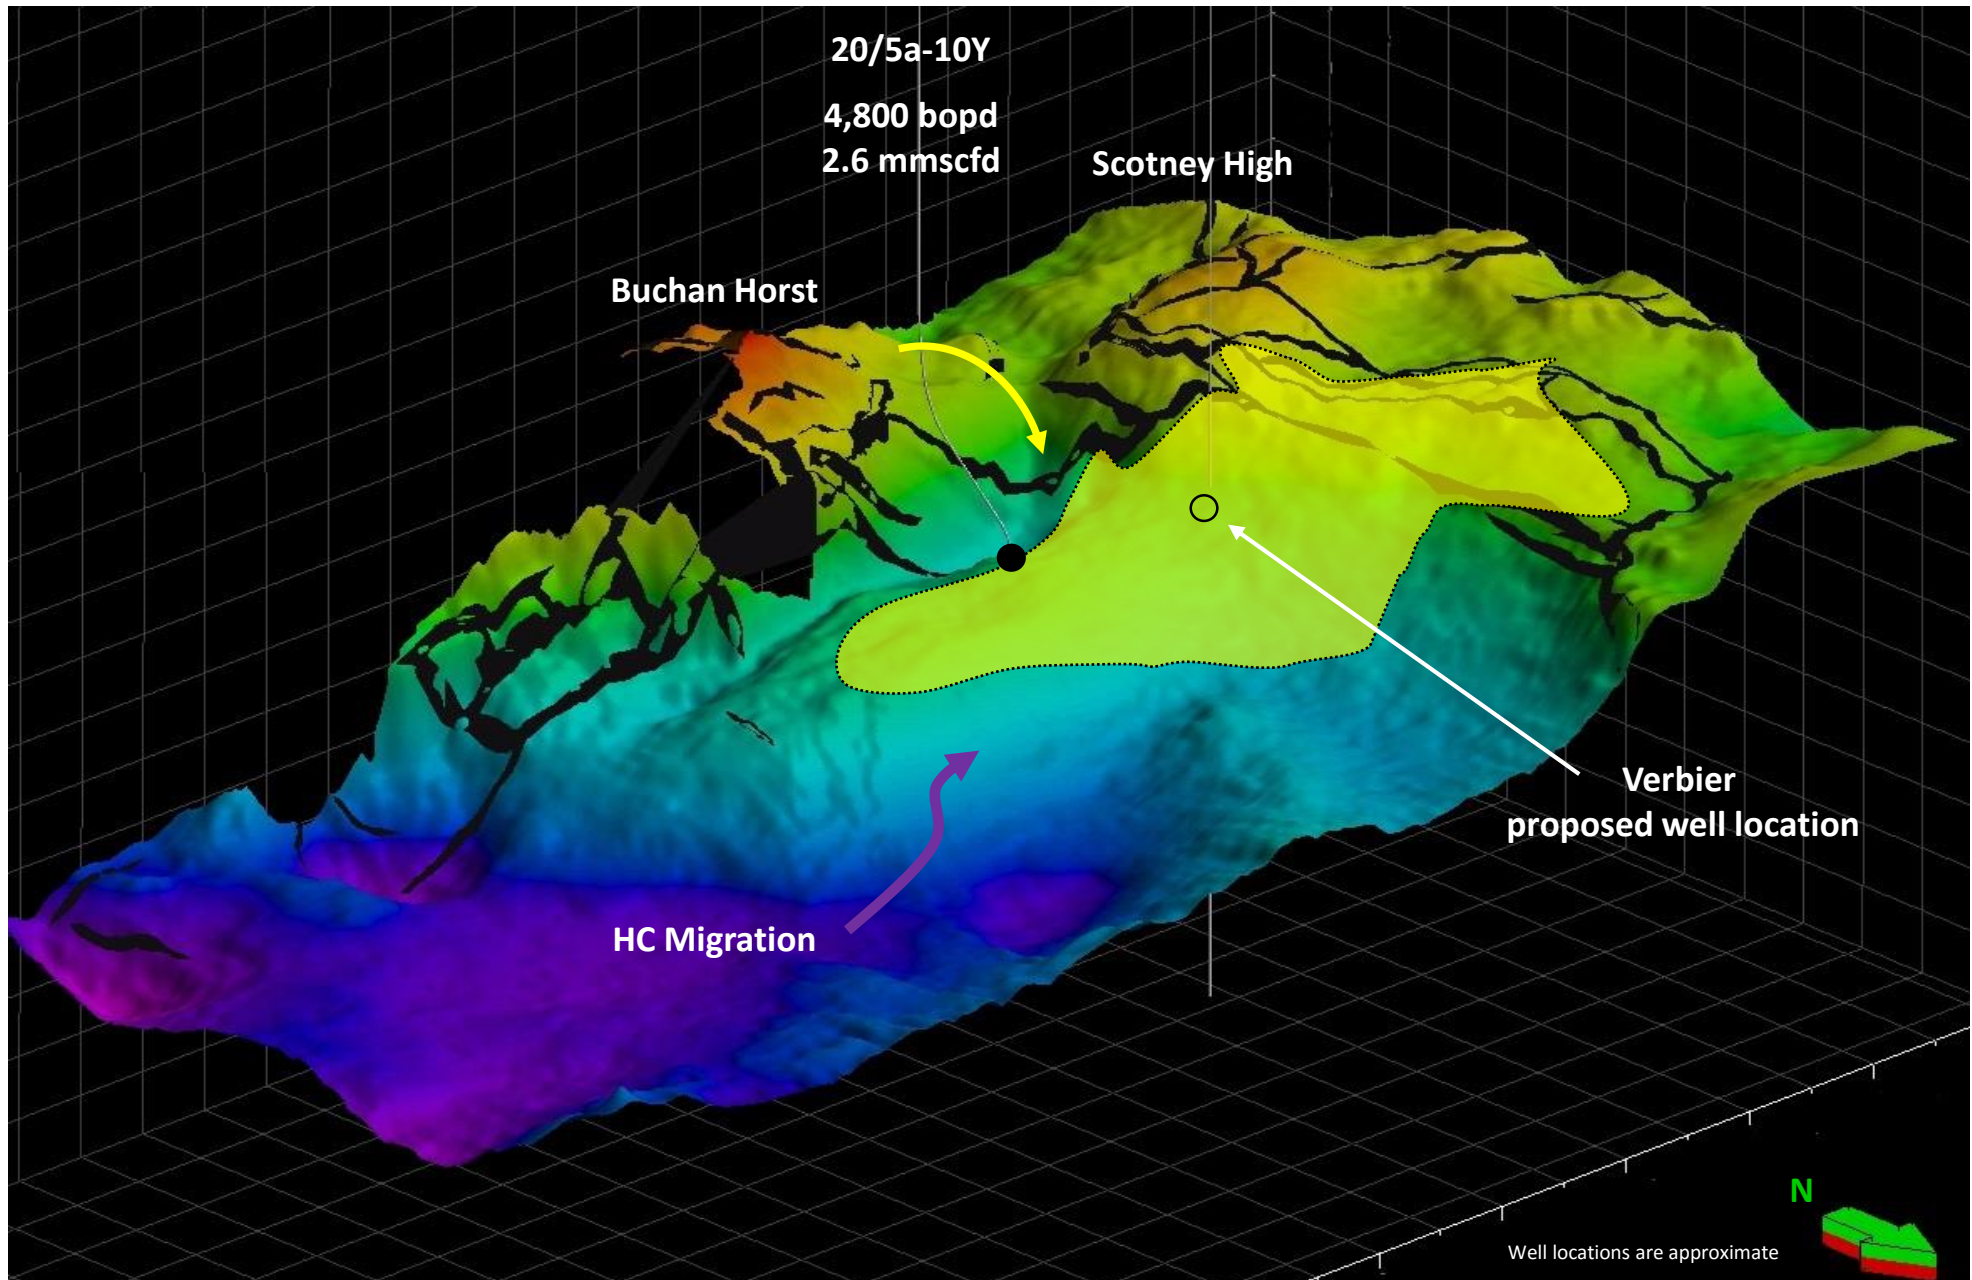 20/5a-10Y
4,800 bopd
2.6 mmscfd
Scotney High
Buchan Horst
Verbier
proposed well location
HC Migration
N
Well locations are approximate